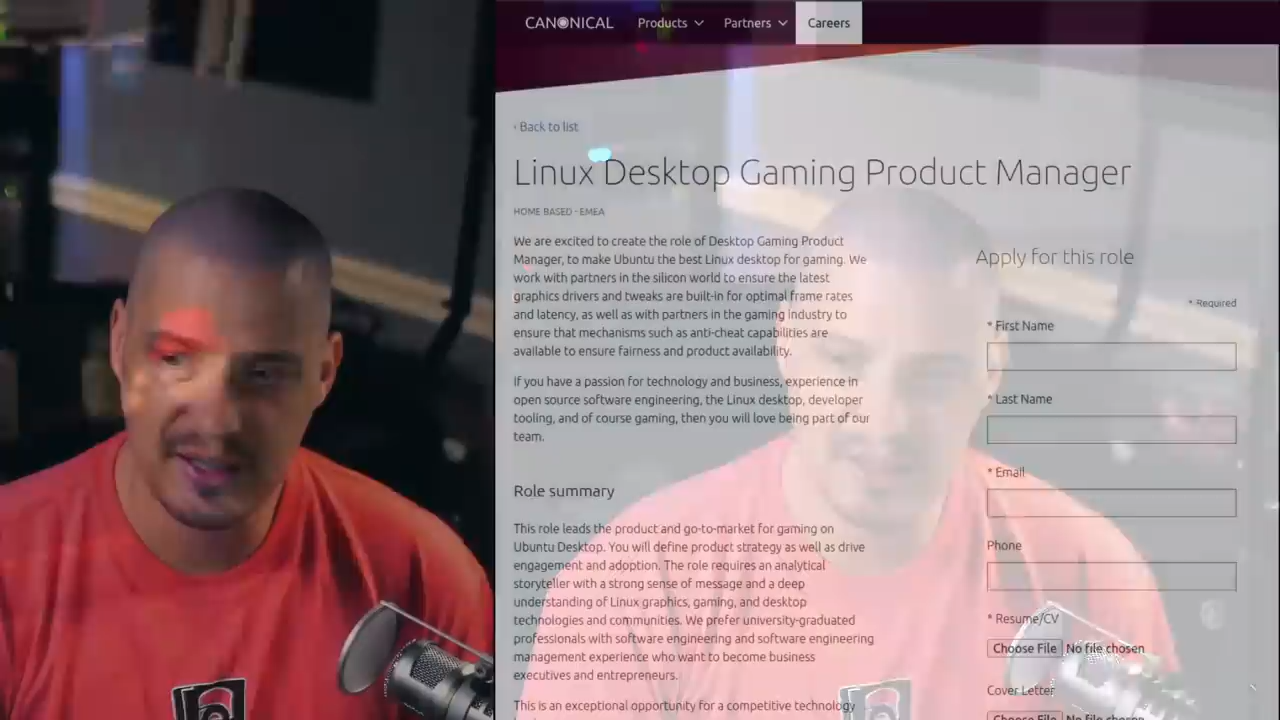 CANONICAL
Products
Partners
Careers
‹ Back to list
Linux Desktop Gaming Product Manager
HOME BASED - EMEA
We are excited to create the role of Desktop Gaming Product
Manager, to make Ubuntu the best Linux desktop for gaming. We
work with partners in the silicon world to ensure the latest
graphics drivers and tweaks are built-in for optimal frame rates
and latency, as well as with partners in the gaming industry to
ensure that mechanisms such as anti-cheat capabilities are
available to ensure fairness and product availability.
If you have a passion for technology and business, experience in
open source software engineering, the Linux desktop, developer
tooling, and of course gaming, then you will love being part of our
team.
Role summary
This role leads the product and go-to-market for gaming on
Ubuntu Desktop. You will define product strategy as well as drive
engagement and adoption. The role requires an analytical
storyteller with a strong sense of message and a deep
understanding of Linux graphics, gaming, and desktop
technologies and communities. We prefer university-graduated
professionals with software engineering and software engineering
management experience who want to become business
executives and entrepreneurs.
This is an exceptional opportunity for a competitive technology
Apply for this role
* Required
* First Name
* Last Name
* Email
Phone
* Resume/CV
Choose File No file chosen
Cover Letter
Choose File No file chosen